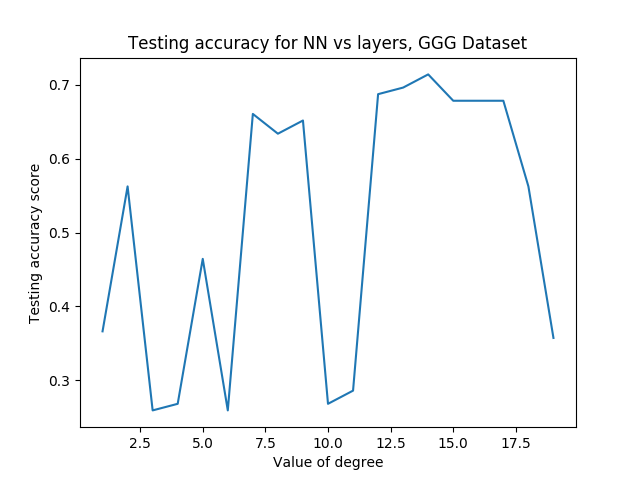 Testing accuracy for NN vs layers, GGG Dataset
0.7
0.6
0.5
0.4
0.3
Testing accuracy score
2.5 5.0 7.5 10.0 12.5 15.0 17.5
Value of degree